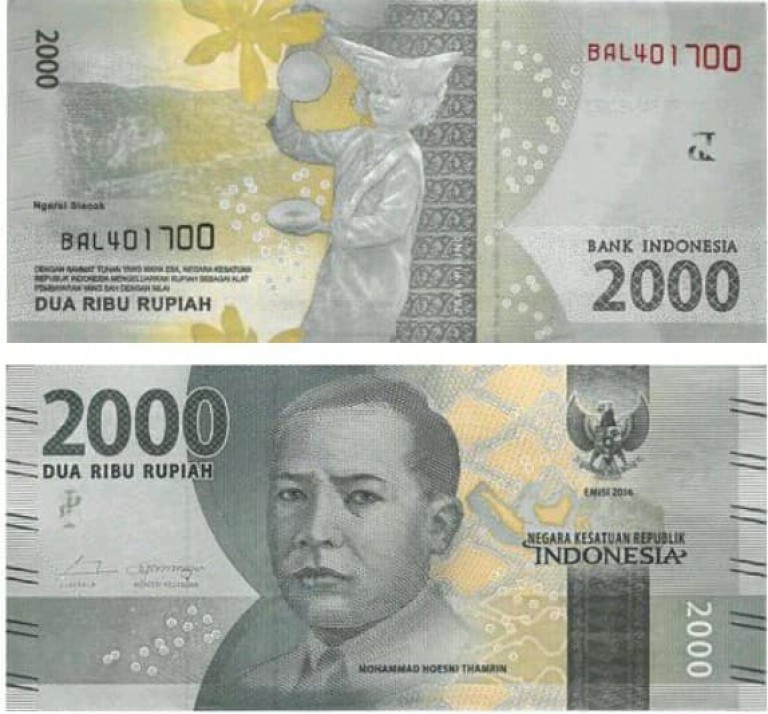 2000
BAL401700
Ngarai Sianok
BAL401700
DENGAN RAHMAT TUHAN YANG MAHA ESA, NEGARA KESATUAN
REPUBLIK INDONESIA MENGELUARKAN RUPIAH SEBAGAI ALAT
PEMBAYARAN YANG SAH DENGAN NILAI
DUA RIBU RUPIAH
BANK INDONESIA
2000
2000
DUA RIBU RUPIAH
EMISI 2016
NEGARA KESATUAN REPUBLIK
INDONESIA
GUBERNUR MENTERI KEUANGAN
MOHAMMAD HOESNI THAMRIN
2000